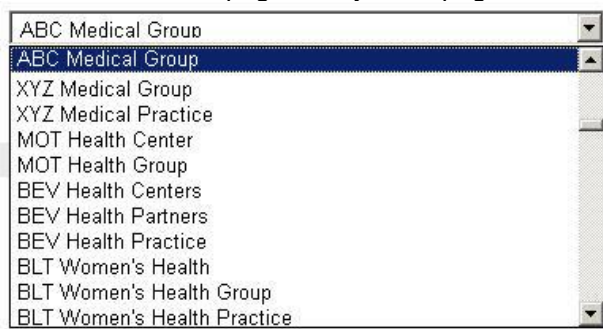 ABC Medical Group
ABC Medical Group
XYZ Medical Group
XYZ Medical Practice
MOT Health Center
MOT Health Group
BEV Health Centers
BEV Health Partners
BEV Health Practice
BLT Women's Health
BLT Women's Health Group
BLT Women's Health Practice